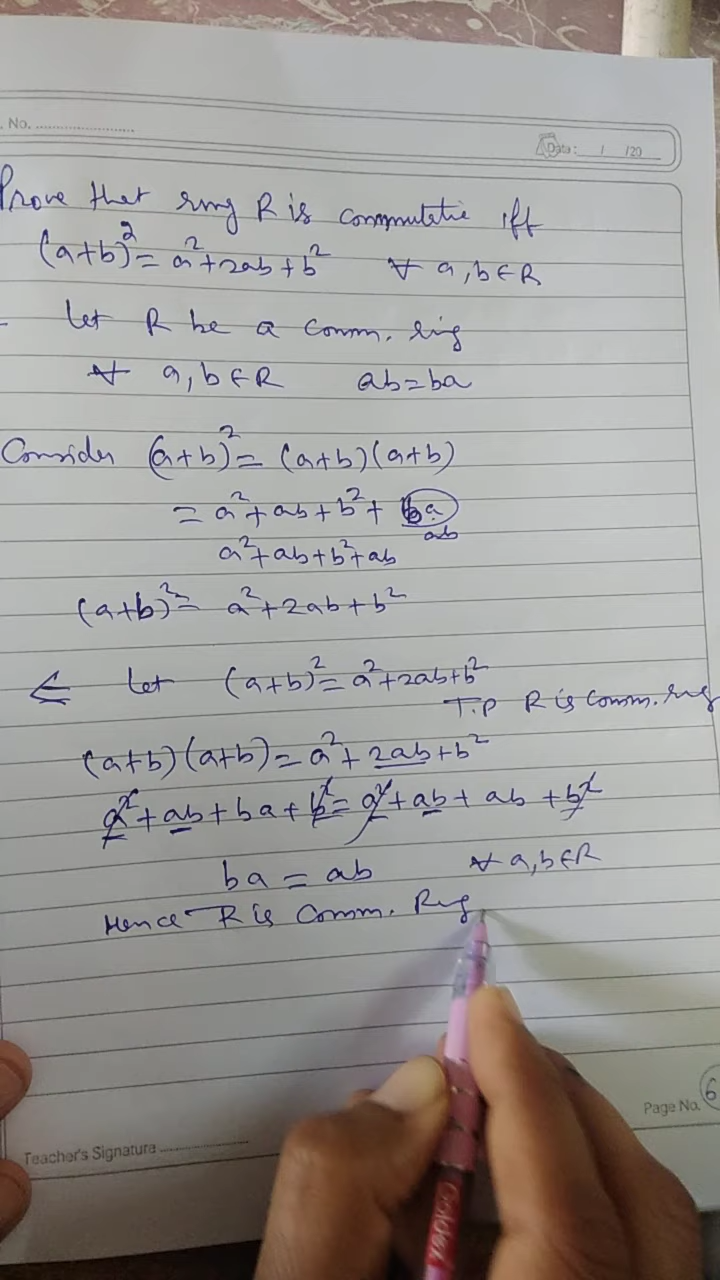 . No. ..........................
Date: / /20
Prove that ring R is commutative iff
(a+b)² = a²+2ab+b² ∀ a,b∈R
- Let R be a comm. ring
∀ a,b∈R ab=ba
Consider (a+b)² = (a+b)(a+b)
= a²+ab+b²+ ba
ab
a²+ab+b²+ab
(a+b)² = a²+2ab+b²
⇐ Let (a+b)² = a²+2ab+b²
T.P R is comm. ring
(a+b)(a+b) = a²+2ab+b²
a²+ab+ba+b² = a²+ab+ab+b²
ba = ab ∀ a,b∈R
Hence R is Comm. Ring
Page No. 6
Teacher's Signature ..........................